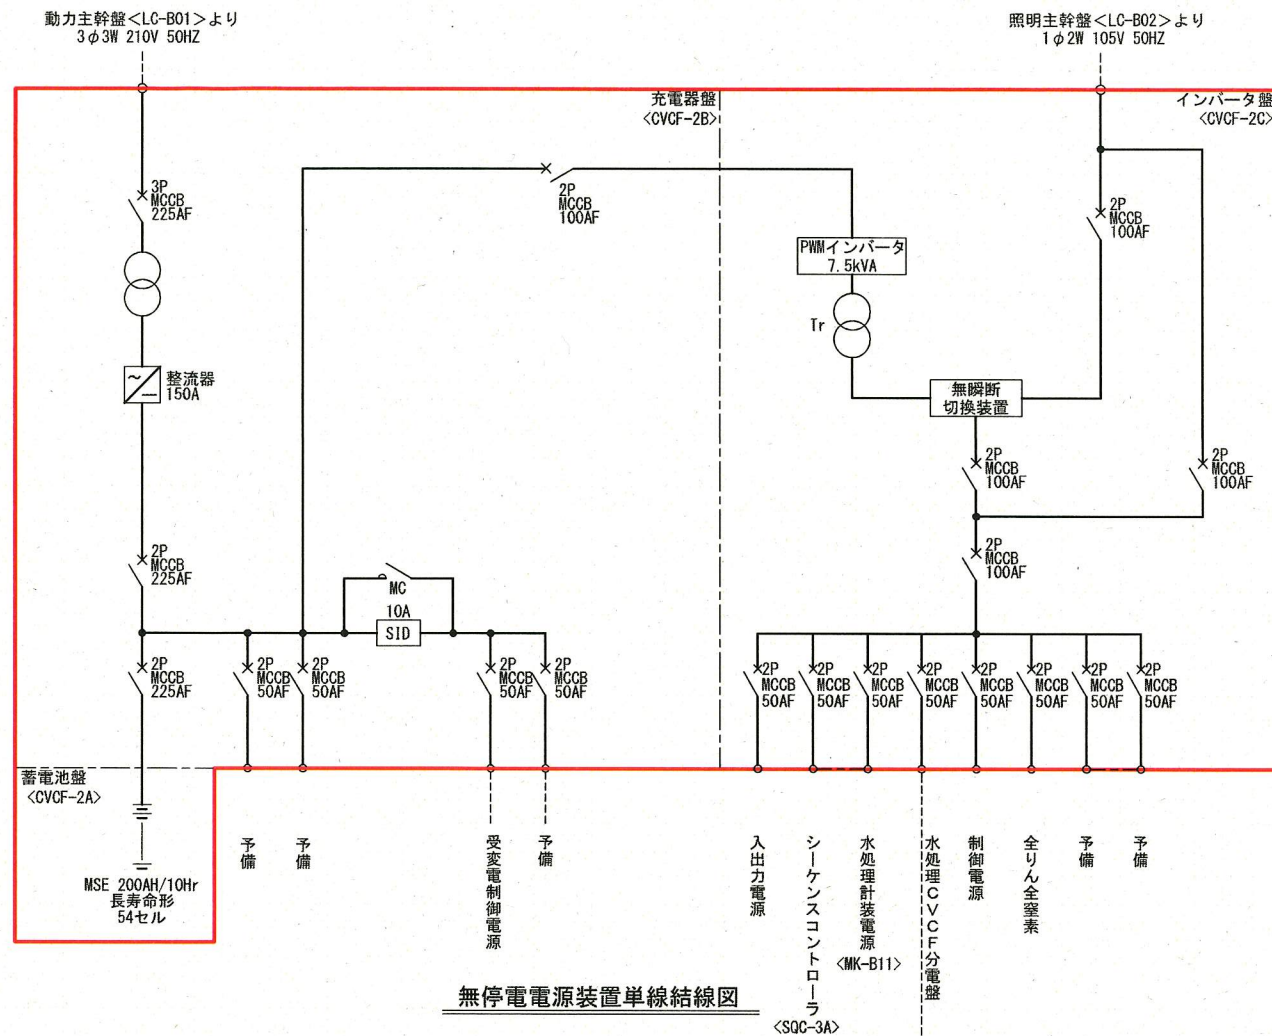 動力主幹盤<LC-B01>より
3φ3W 210V 50HZ
照明主幹盤<LC-B02>より
1φ2W 105V 50HZ
充電器盤
<CVCF-2B>
インバータ盤
<CVCF-2C>
3P
MCCB
225AF
2P
MCCB
100AF
2P
MCCB
100AF
PWMインバータ
7.5kVA
Tr
整流器
150A
無瞬断
切換装置
2P
MCCB
100AF
2P
MCCB
100AF
2P
MCCB
225AF
2P
MCCB
100AF
MC
10A
SID
2P
MCCB
225AF
2P
MCCB
50AF
2P
MCCB
50AF
2P
MCCB
50AF
2P
MCCB
50AF
2P
MCCB
50AF
2P
MCCB
50AF
2P
MCCB
50AF
2P
MCCB
50AF
2P
MCCB
50AF
2P
MCCB
50AF
2P
MCCB
50AF
2P
MCCB
50AF
蓄電池盤
<CVCF-2A>
MSE 200AH/10Hr
長寿命形
54セル
予備
予備
受変電制御電源
予備
入出力電源
シーケンスコントローラ
<SQC-3A>
水処理計装電源
<MK-B11>
水処理CVCF分電盤
制御電源
全りん全窒素
予備
予備
無停電電源装置単線結線図